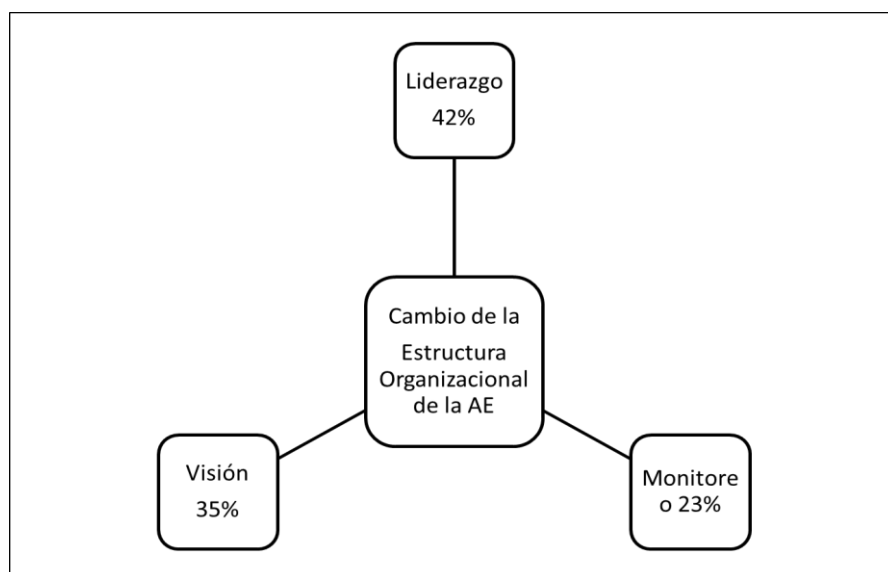 Liderazgo
42%
Cambio de la
Estructura
Organizacional
de la AE
Visión
35%
Monitore
o 23%